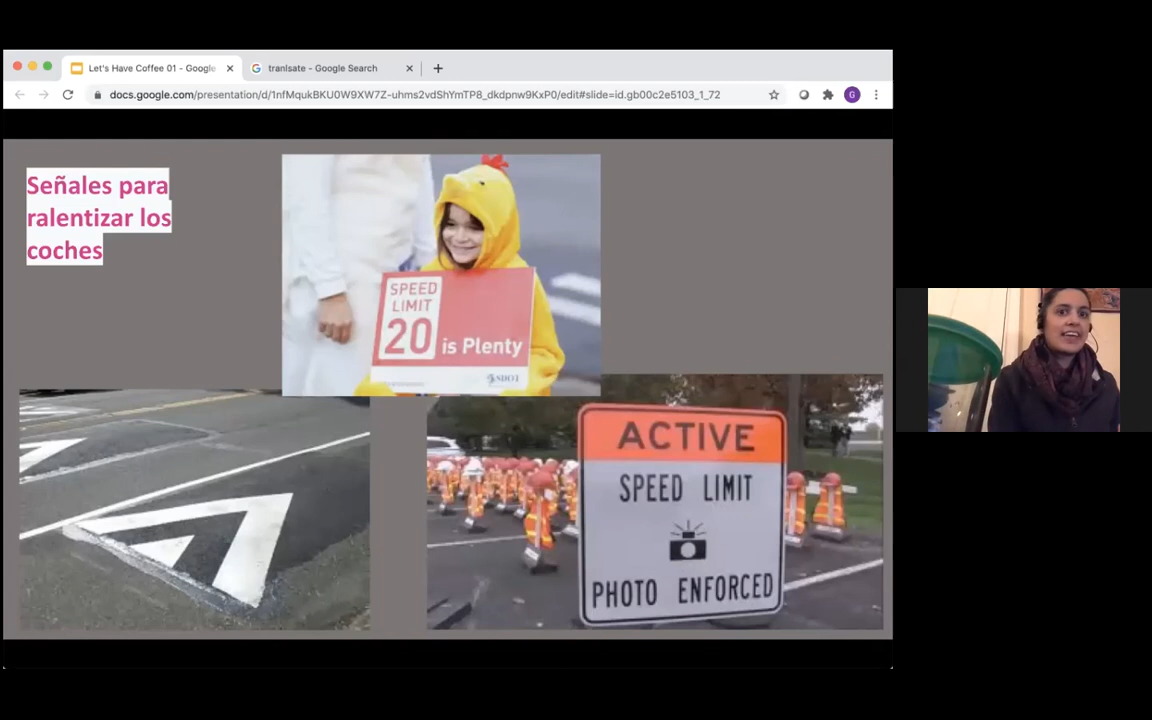 Let's Have Coffee 01 - Google
tranlsate - Google Search
docs.google.com/presentation/d/1nfMqukBKU0W9XW7Z-uhms2vdShYmTP8_dkdpnw9KxP0/edit#slide=id.gb00c2e5103_1_72
G
Señales para
ralentizar los
coches
SPEED
LIMIT
20 is Plenty
SDOT
ACTIVE
SPEED LIMIT
PHOTO ENFORCED